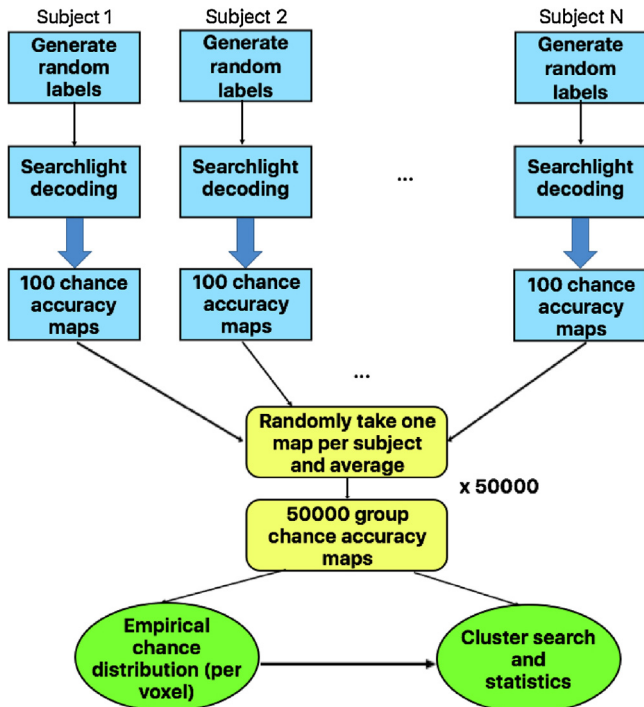 Subject 1
Subject 2
Subject N
Generate
random
labels
Generate
random
labels
Generate
random
labels
Searchlight
decoding
Searchlight
decoding
...
Searchlight
decoding
100 chance
accuracy
maps
100 chance
accuracy
maps
100 chance
accuracy
maps
...
Randomly take one
map per subject
and average
x 50000
50000 group
chance accuracy
maps
Empirical
chance
distribution (per
voxel)
Cluster search
and
statistics